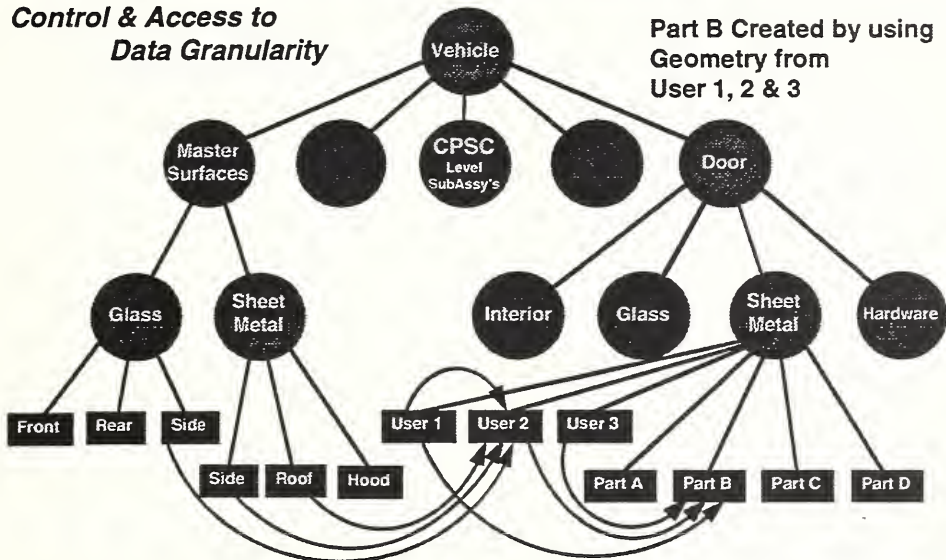 Control & Access to
Data Granularity
Part B Created by using
Geometry from
User 1, 2 & 3
Vehicle
Master
Surfaces
CPSC
Level
SubAssy's
Door
Glass
Sheet
Metal
Interior
Glass
Sheet
Metal
Hardware
Front
Rear
Side
User 1
User 2
User 3
Side
Roof
Hood
Part A
Part B
Part C
Part D